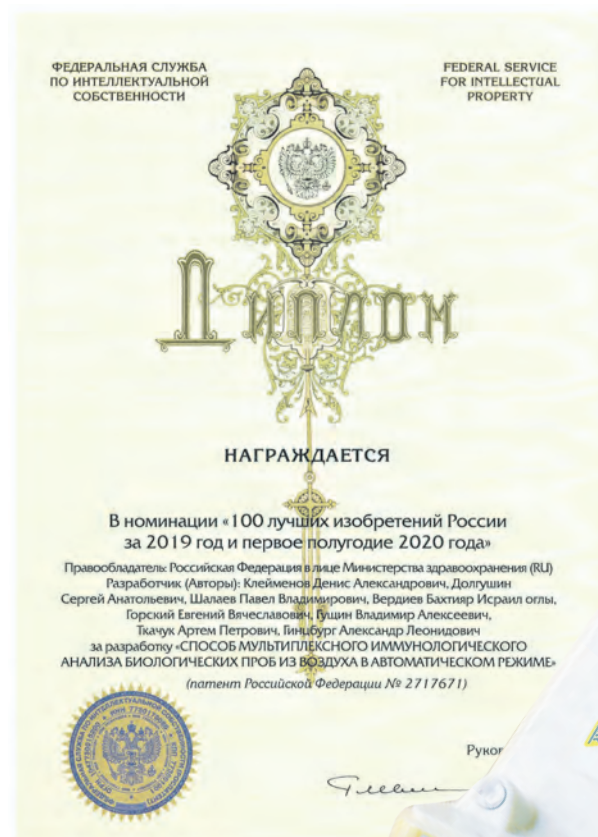 ФЕДЕРАЛЬНАЯ СЛУЖБА
ПО ИНТЕЛЛЕКТУАЛЬНОЙ
СОБСТВЕННОСТИ
FEDERAL SERVICE
FOR INTELLECTUAL
PROPERTY
ДИПЛОМ
НАГРАЖДАЕТСЯ
В номинации «100 лучших изобретений России
за 2019 год и первое полугодие 2020 года»
Правообладатель: Российская Федерация в лице Министерства здравоохранения (RU)
Разработчик (Авторы): Клейменов Денис Александрович, Долгушин
Сергей Анатольевич, Шалаев Павел Владимирович, Вердиев Бахтияр Исраил оглы,
Горский Евгений Вячеславович, Гущин Владимир Алексеевич,
Ткачук Артем Петрович, Гинцбург Александр Леонидович
за разработку «СПОСОБ МУЛЬТИПЛЕКСНОГО ИММУНОЛОГИЧЕСКОГО
АНАЛИЗА БИОЛОГИЧЕСКИХ ПРОБ ИЗ ВОЗДУХА В АВТОМАТИЧЕСКОМ РЕЖИМЕ»
(патент Российской Федерации № 2717671)
Руков